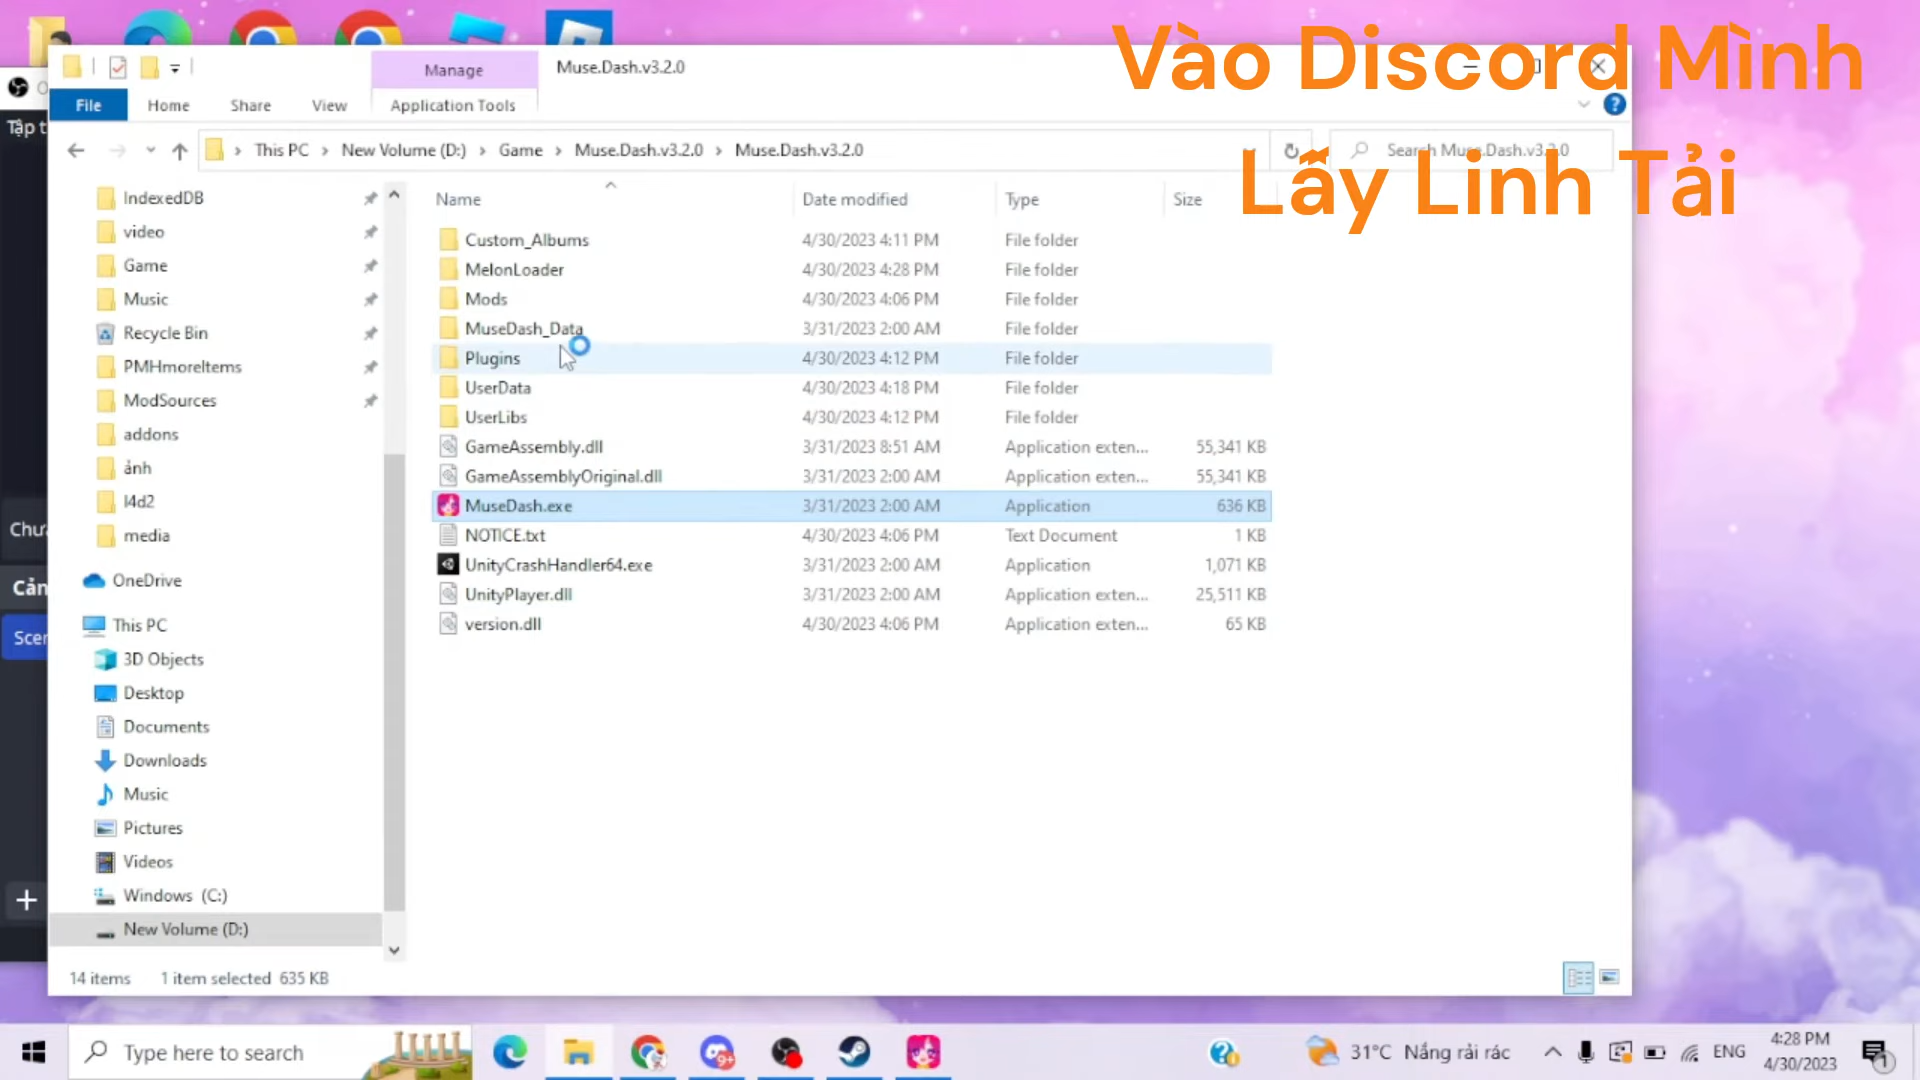 Vào Discord Mình
Lấy Linh Tải
Manage
Muse.Dash.v3.2.0
File
Home
Share
View
Application Tools
Tập t
This PC
New Volume (D:)
Game
Muse.Dash.v3.2.0
Muse.Dash.v3.2.0
Search Muse.Dash.v3.2.0
Name
Date modified
Type
Size
IndexedDB
video
Game
Music
Recycle Bin
PMHmoreItems
ModSources
addons
ảnh
l4d2
media
OneDrive
This PC
3D Objects
Desktop
Documents
Downloads
Music
Pictures
Videos
Windows (C:)
New Volume (D:)
Custom_Albums 4/30/2023 4:11 PM File folder
MelonLoader 4/30/2023 4:28 PM File folder
Mods 4/30/2023 4:06 PM File folder
MuseDash_Data 3/31/2023 2:00 AM File folder
Plugins 4/30/2023 4:12 PM File folder
UserData 4/30/2023 4:18 PM File folder
UserLibs 4/30/2023 4:12 PM File folder
GameAssembly.dll 3/31/2023 8:51 AM Application exten... 55,341 KB
GameAssemblyOriginal.dll 3/31/2023 2:00 AM Application exten... 55,341 KB
MuseDash.exe 3/31/2023 2:00 AM Application 636 KB
NOTICE.txt 4/30/2023 4:06 PM Text Document 1 KB
UnityCrashHandler64.exe 3/31/2023 2:00 AM Application 1,071 KB
UnityPlayer.dll 3/31/2023 2:00 AM Application exten... 25,511 KB
version.dll 4/30/2023 4:06 PM Application exten... 65 KB
Chưa
Cản
Scen
14 items
1 item selected 635 KB
Type here to search
9+
31°C Nắng rải rác
ENG
4:28 PM
4/30/2023
1